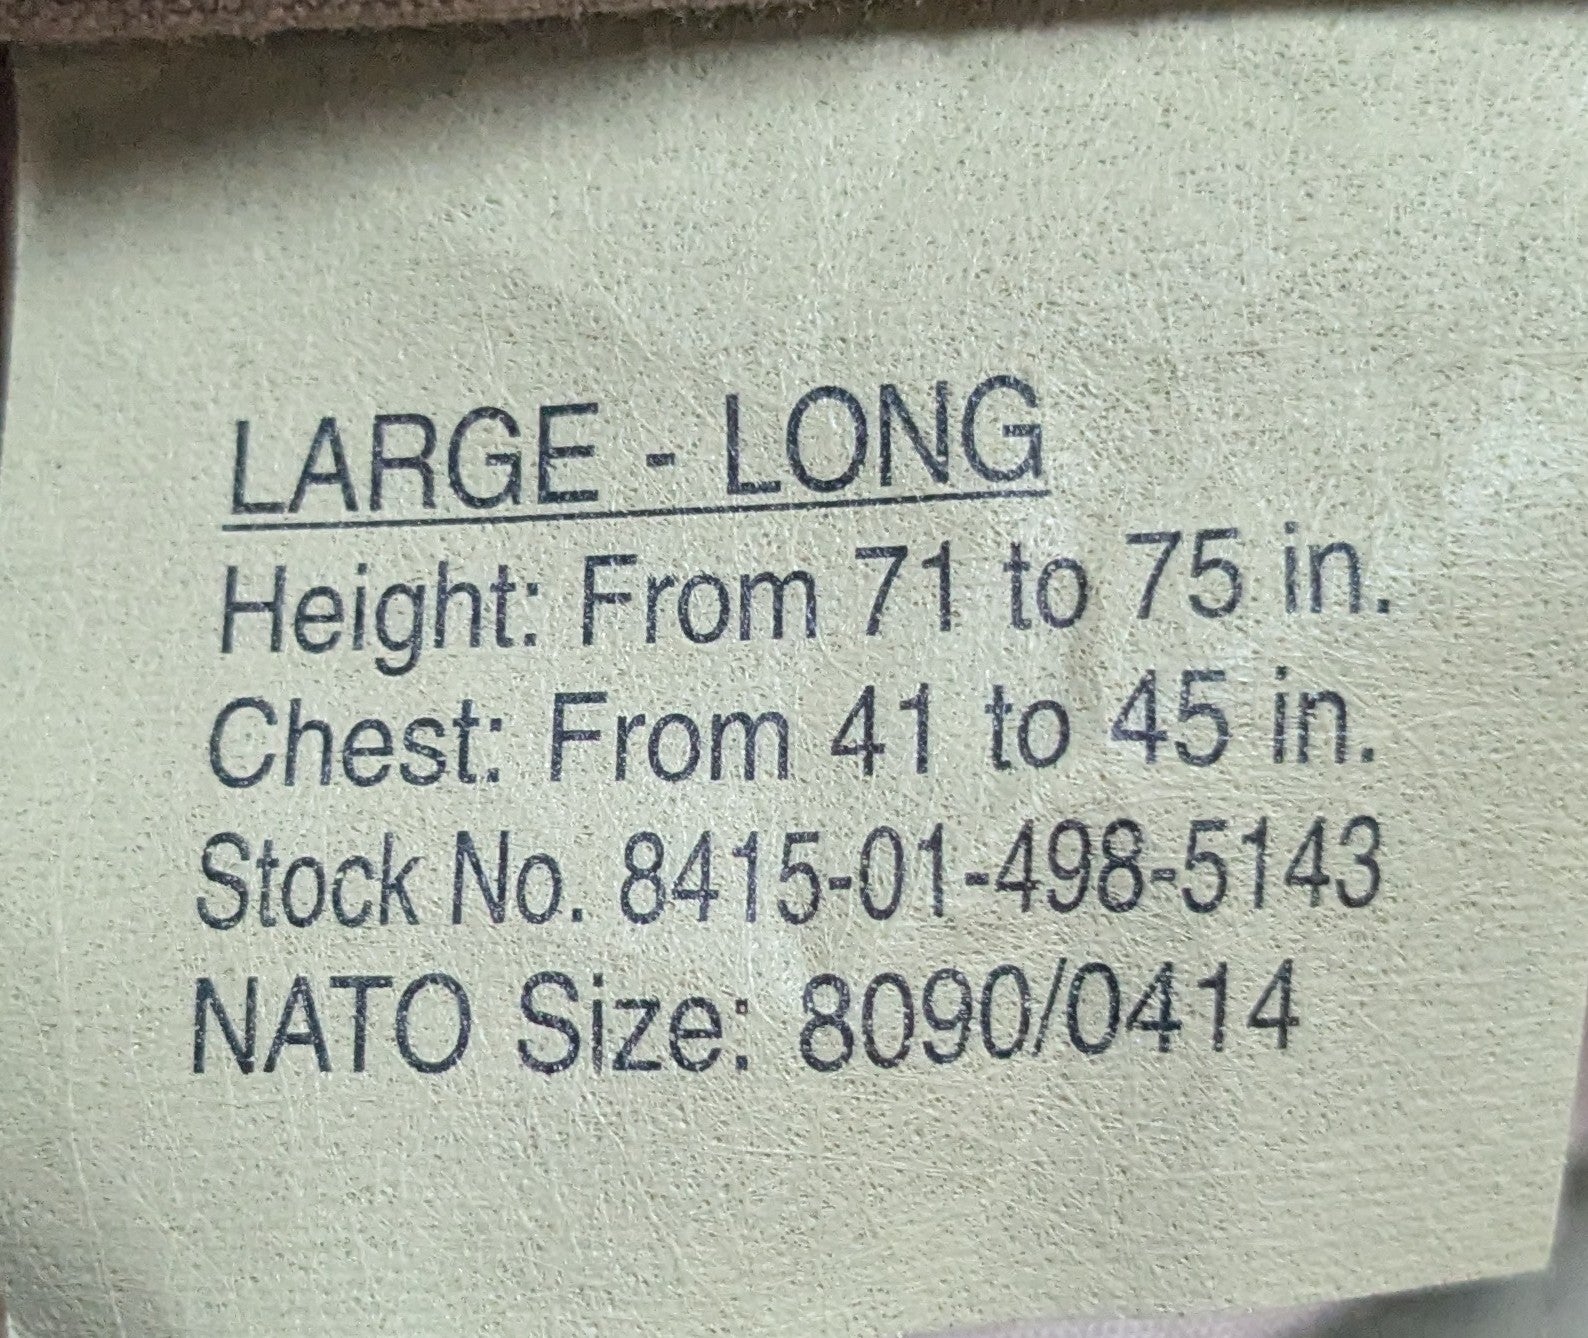 LARGE - LONG
Height: From 71 to 75 in.
Chest: From 41 to 45 in.
Stock No. 8415-01-498-5143
NATO Size: 8090/0414